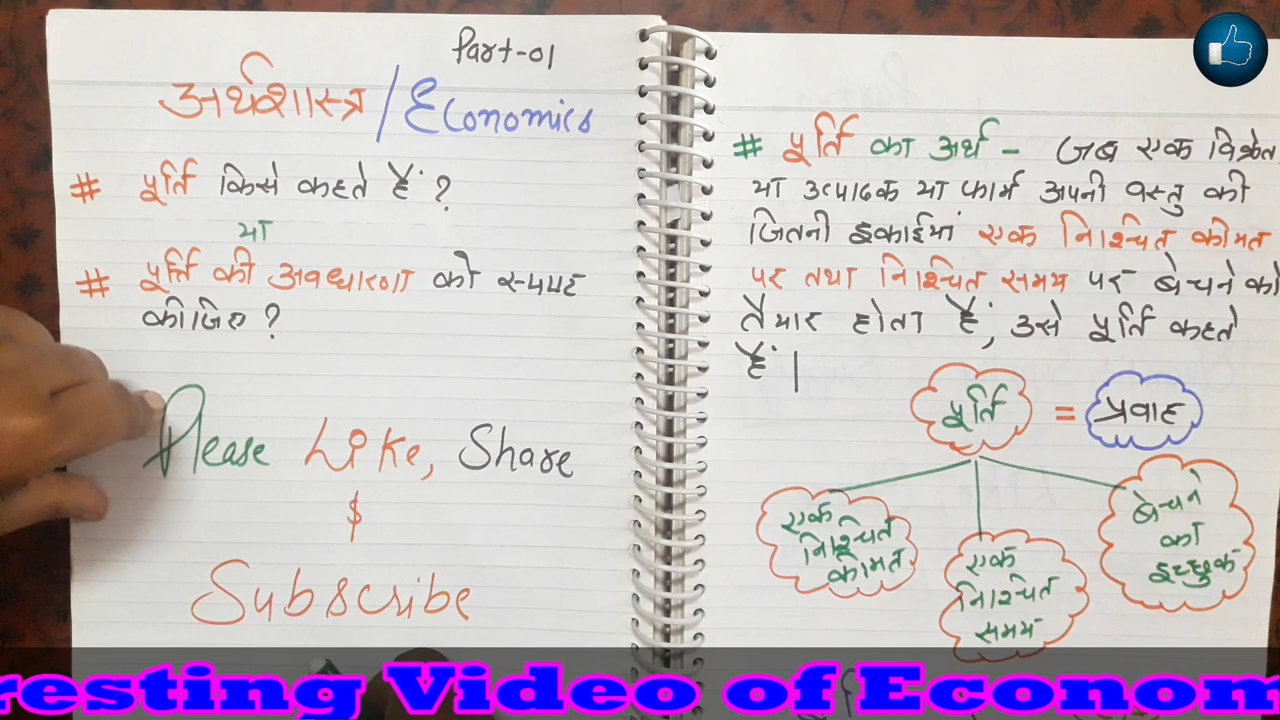 Part-01
अर्थशास्त्र / Economics
# पूर्ति किसे कहते हैं ?
या
# पूर्ति की अवधारणा को स्पष्ट
कीजिए ?
Please Like, Share
$
Subscribe
# पूर्ति का अर्थ - जब एक विक्रेता
या उत्पादक या फार्म अपनी वस्तु की
जितनी इकाईयां एक निश्चित कीमत
पर तथा निश्चित समय पर बेचने को
तैयार होता हैं, उसे पूर्ति कहते
हैं |
पूर्ति = प्रवाह
एक
निश्चित
कीमत
एक
निश्चित
समय
बेचने
का
इच्छुक
resting Video of Econom